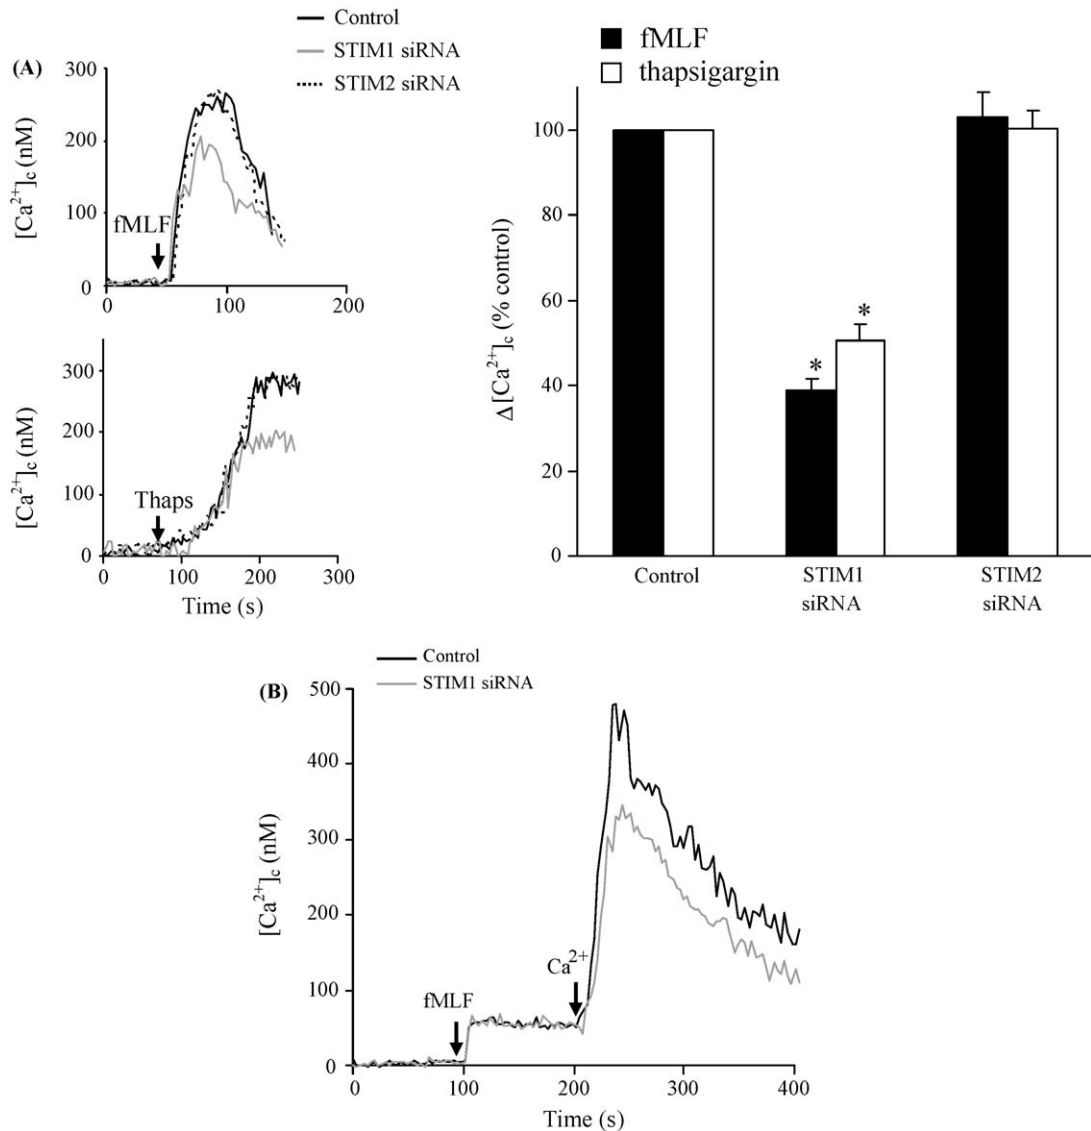 Control
STIM1 siRNA
STIM2 siRNA
(A)
300
200
100
0
[Ca²⁺]c (nM)
fMLF
0 100 200
300
200
100
0
[Ca²⁺]c (nM)
Thaps
0 100 200 300
Time (s)
fMLF
thapsigargin
100
80
60
40
20
0
Δ[Ca²⁺]c (% control)
*
*
Control
STIM1
siRNA
STIM2
siRNA
(B)
Control
STIM1 siRNA
500
400
300
200
100
0
[Ca²⁺]c (nM)
fMLF
Ca²⁺
0 100 200 300 400
Time (s)